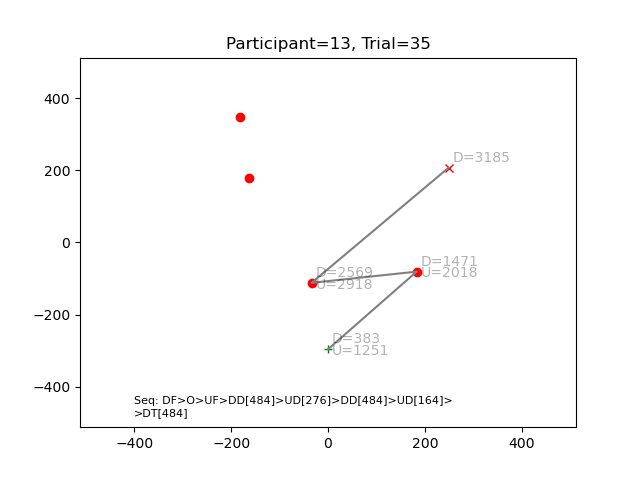 Participant=13, Trial=35
400
200
0
−200
−400
D=3185
D=1471
U=2018
D=2569
U=2918
D=383
U=1251
Seq: DF>O>UF>DD[484]>UD[276]>DD[484]>UD[164]>
>DT[484]
−400
−200
0
200
400